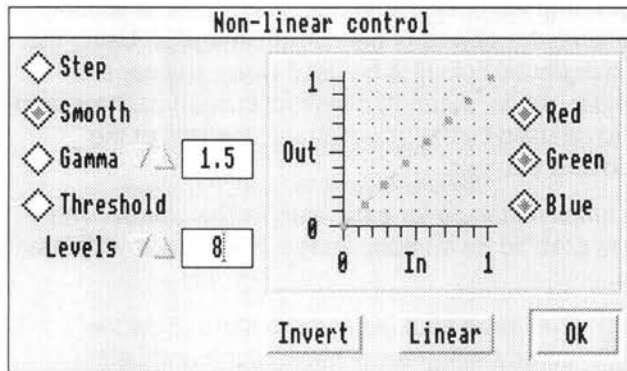 Non-linear control
Step
Smooth
Gamma 1.5
Threshold
Levels 8
1
Out
0
0 In 1
Red
Green
Blue
Invert Linear OK